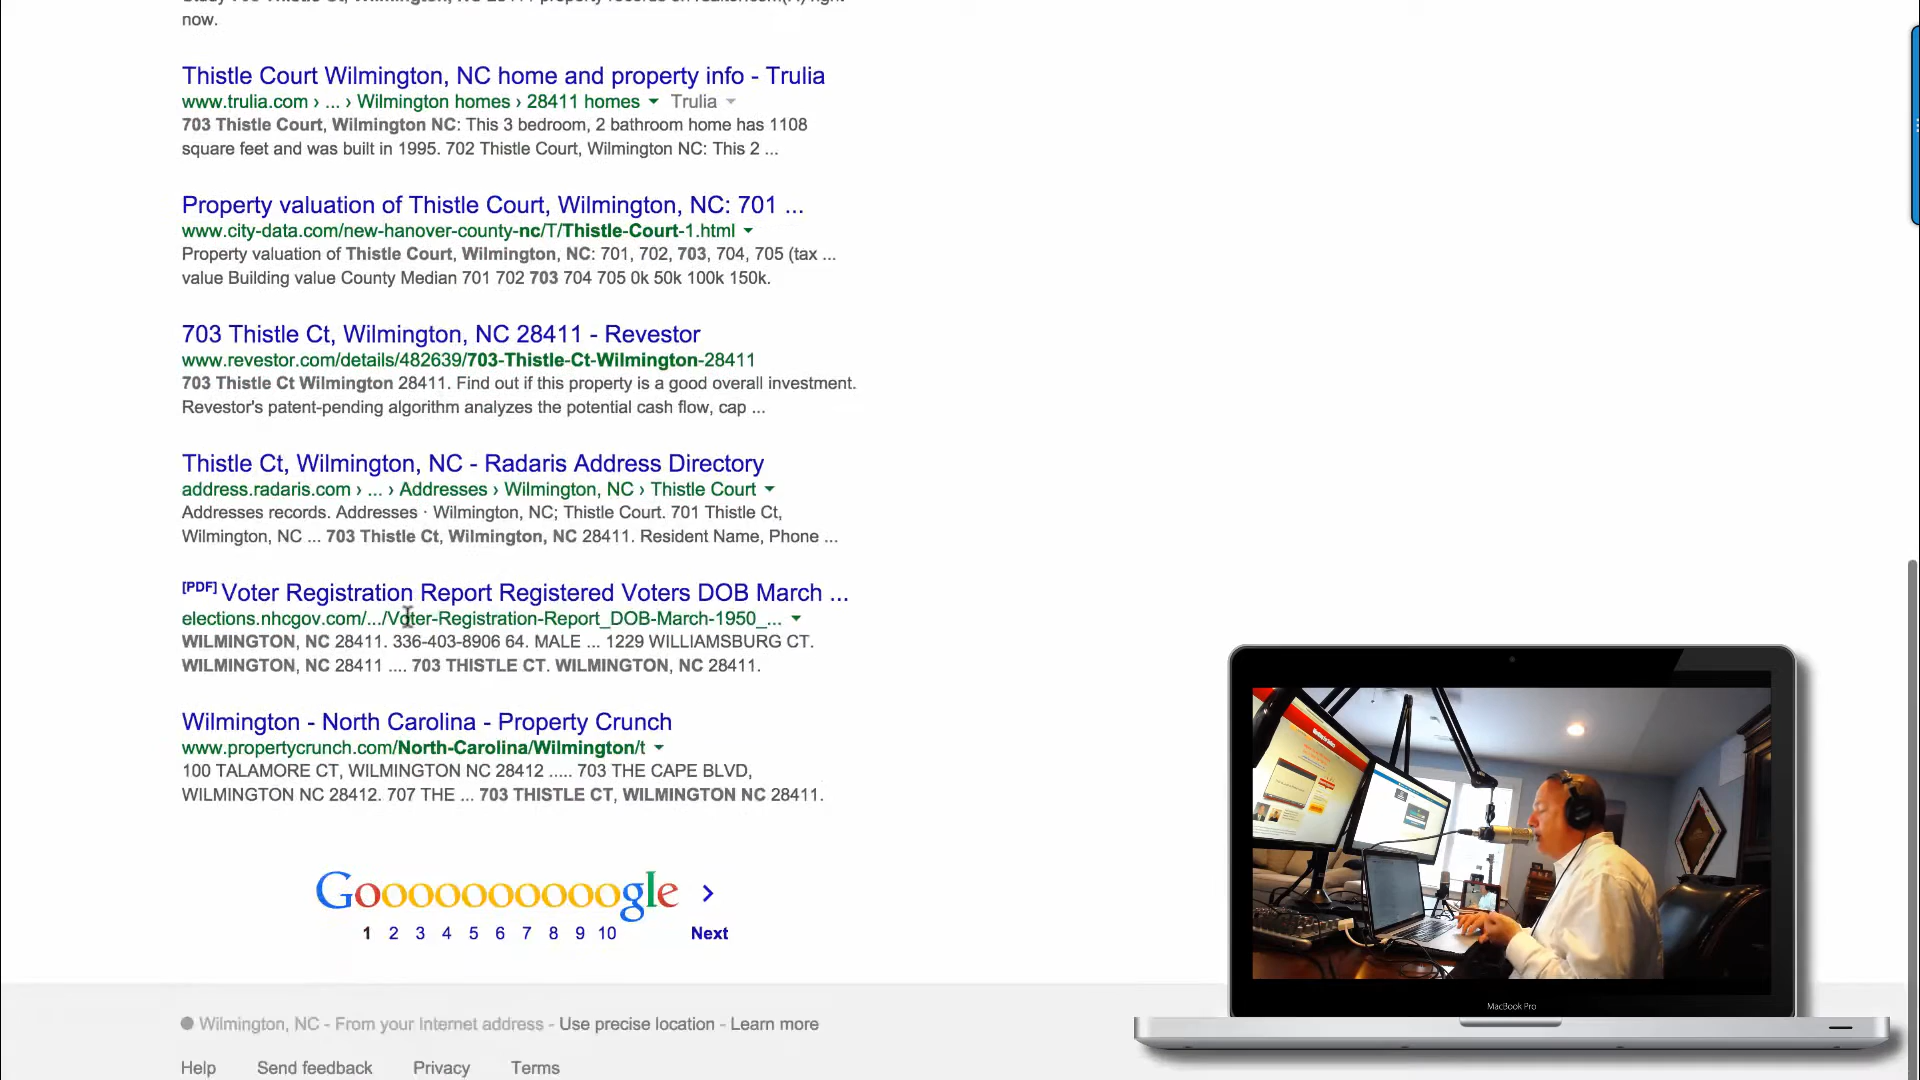 now.
Thistle Court Wilmington, NC home and property info - Trulia
www.trulia.com › ... › Wilmington homes › 28411 homes ▾ Trulia ▾
703 Thistle Court, Wilmington NC: This 3 bedroom, 2 bathroom home has 1108
square feet and was built in 1995. 702 Thistle Court, Wilmington NC: This 2 ...
Property valuation of Thistle Court, Wilmington, NC: 701 ...
www.city-data.com/new-hanover-county-nc/T/Thistle-Court-1.html ▾
Property valuation of Thistle Court, Wilmington, NC: 701, 702, 703, 704, 705 (tax ...
value Building value County Median 701 702 703 704 705 0k 50k 100k 150k.
703 Thistle Ct, Wilmington, NC 28411 - Revestor
www.revestor.com/details/482639/703-Thistle-Ct-Wilmington-28411
703 Thistle Ct Wilmington 28411. Find out if this property is a good overall investment.
Revestor's patent-pending algorithm analyzes the potential cash flow, cap ...
Thistle Ct, Wilmington, NC - Radaris Address Directory
address.radaris.com › ... › Addresses › Wilmington, NC › Thistle Court ▾
Addresses records. Addresses · Wilmington, NC; Thistle Court. 701 Thistle Ct,
Wilmington, NC ... 703 Thistle Ct, Wilmington, NC 28411. Resident Name, Phone ...
[PDF] Voter Registration Report Registered Voters DOB March ...
elections.nhcgov.com/.../Voter-Registration-Report_DOB-March-1950_... ▾
WILMINGTON, NC 28411. 336-403-8906 64. MALE ... 1229 WILLIAMSBURG CT.
WILMINGTON, NC 28411 .... 703 THISTLE CT. WILMINGTON, NC 28411.
Wilmington - North Carolina - Property Crunch
www.propertycrunch.com/North-Carolina/Wilmington/t ▾
100 TALAMORE CT, WILMINGTON NC 28412 ..... 703 THE CAPE BLVD,
WILMINGTON NC 28412. 707 THE ... 703 THISTLE CT, WILMINGTON NC 28411.
Goooooooooogle >
1 2 3 4 5 6 7 8 9 10 Next
Wilmington, NC - From your Internet address - Use precise location - Learn more
Help Send feedback Privacy Terms
MacBook Pro